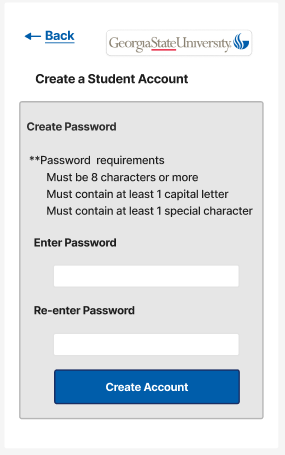 Back
GeorgiaStateUniversity
Create a Student Account
Create Password
**Password requirements
Must be 8 characters or more
Must contain at least 1 capital letter
Must contain at least 1 special character
Enter Password
Re-enter Password
Create Account